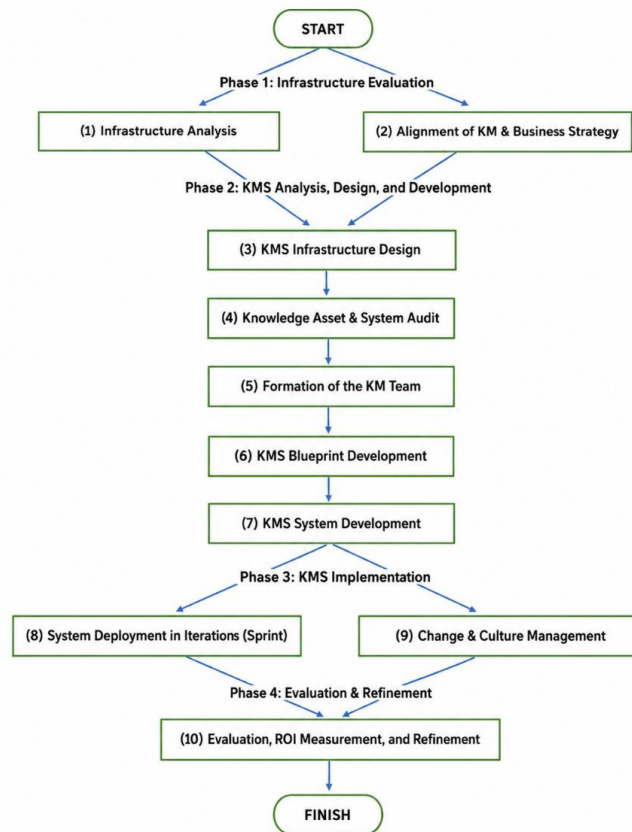 START
Phase 1: Infrastructure Evaluation
(1) Infrastructure Analysis
(2) Alignment of KM & Business Strategy
Phase 2: KMS Analysis, Design, and Development
(3) KMS Infrastructure Design
(4) Knowledge Asset & System Audit
(5) Formation of the KM Team
(6) KMS Blueprint Development
(7) KMS System Development
Phase 3: KMS Implementation
(8) System Deployment in Iterations (Sprint)
(9) Change & Culture Management
Phase 4: Evaluation & Refinement
(10) Evaluation, ROI Measurement, and Refinement
FINISH